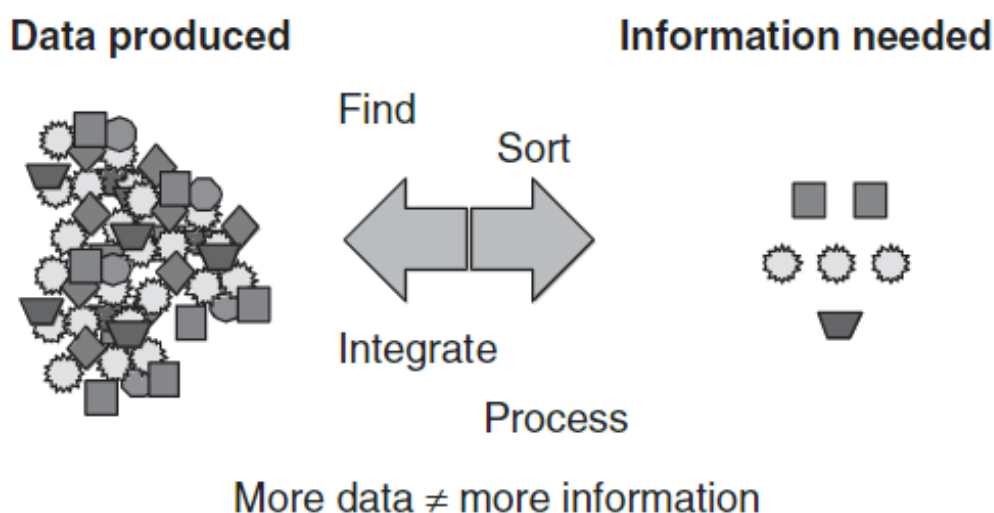 Data produced
Information needed
Find
Sort
Integrate
Process
More data ≠ more information